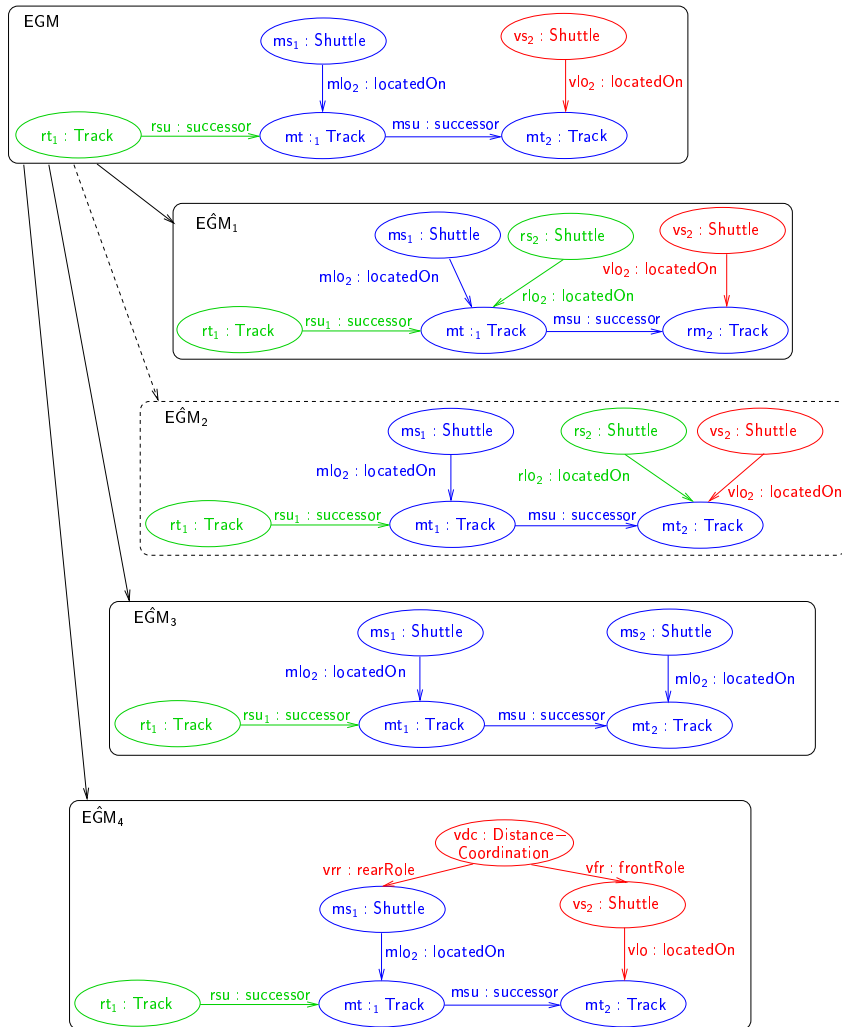 EGM
ms₁ : Shuttle
vs₂ : Shuttle
mlo₂ : locatedOn
vlo₂ : locatedOn
rt₁ : Track
rsu : successor
mt :₁ Track
msu : successor
mt₂ : Track
EĜM₁
ms₁ : Shuttle
rs₂ : Shuttle
vs₂ : Shuttle
mlo₂ : locatedOn
vlo₂ : locatedOn
rlo₂ : locatedOn
rt₁ : Track
rsu₁ : successor
mt :₁ Track
msu : successor
rm₂ : Track
EĜM₂
ms₁ : Shuttle
rs₂ : Shuttle
vs₂ : Shuttle
mlo₂ : locatedOn
rlo₂ : locatedOn
vlo₂ : locatedOn
rt₁ : Track
rsu₁ : successor
mt₁ : Track
msu : successor
mt₂ : Track
EĜM₃
ms₁ : Shuttle
ms₂ : Shuttle
mlo₂ : locatedOn
mlo₂ : locatedOn
rt₁ : Track
rsu₁ : successor
mt₁ : Track
msu : successor
mt₂ : Track
EĜM₄
vdc : Distance–
Coordination
vrr : rearRole
vfr : frontRole
ms₁ : Shuttle
vs₂ : Shuttle
mlo₂ : locatedOn
vlo : locatedOn
rt₁ : Track
rsu : successor
mt :₁ Track
msu : successor
mt₂ : Track